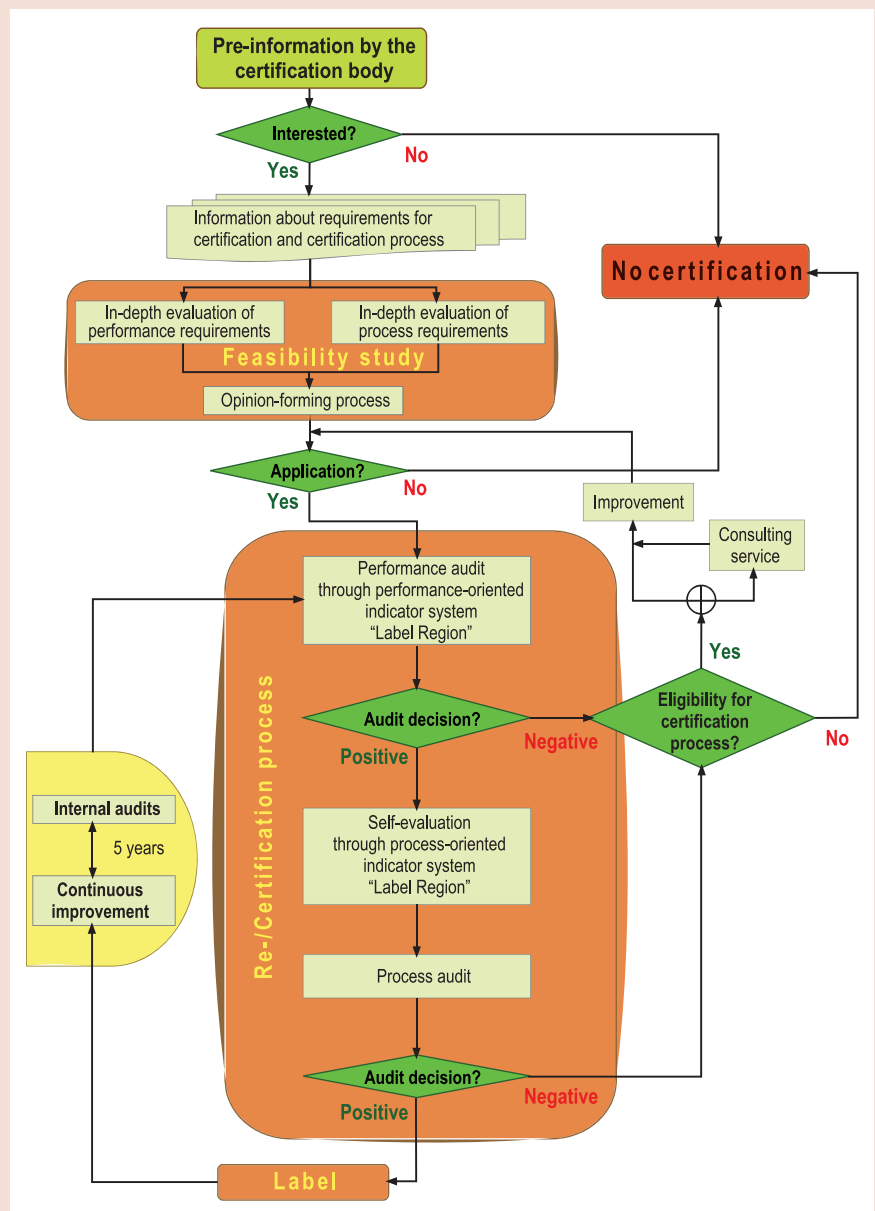 Pre-information by the
certification body
Interested?
No
Yes
Information about requirements for
certification and certification process
No certification
In-depth evaluation of
performance requirements
In-depth evaluation of
process requirements
Feasibility study
Opinion-forming process
Application?
No
Yes
Improvement
Consulting
service
Performance audit
through performance-oriented
indicator system
“Label Region”
Yes
Eligibility for
certification
process?
No
Audit decision?
Negative
Positive
Internal audits
5 years
Continuous
improvement
Self-evaluation
through process-oriented
indicator system
“Label Region”
Re-/Certification process
Process audit
Audit decision?
Negative
Positive
Label